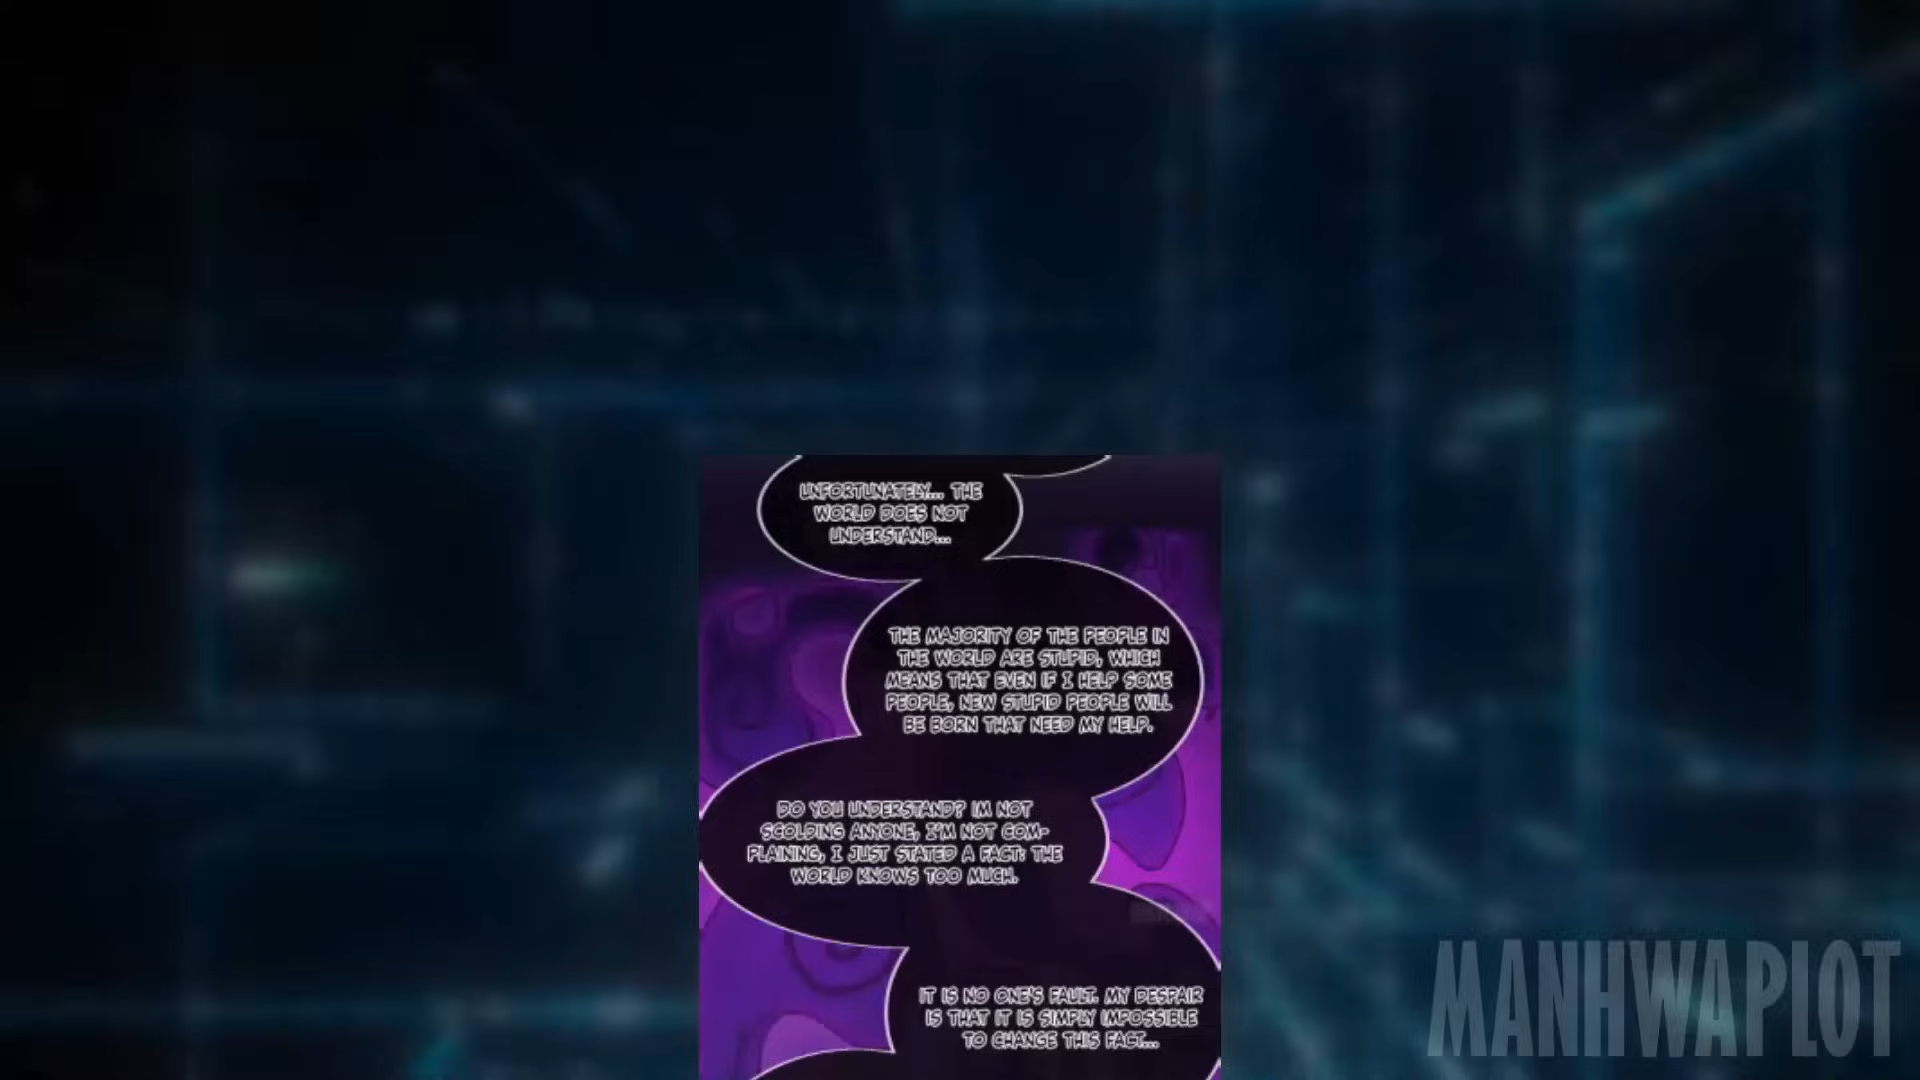 UNFORTUNATELY... THE
WORLD DOES NOT
UNDERSTAND...
THE MAJORITY OF THE PEOPLE IN
THE WORLD ARE STUPID, WHICH
MEANS THAT EVEN IF I HELP SOME
PEOPLE, NEW STUPID PEOPLE WILL
BE BORN THAT NEED MY HELP.
DO YOU UNDERSTAND? IM NOT
SCOLDING ANYONE, I'M NOT COM-
PLAINING, I JUST STATED A FACT: THE
WORLD KNOWS TOO MUCH.
IT IS NO ONE'S FAULT. MY DESPAIR
IS THAT IT IS SIMPLY IMPOSSIBLE
TO CHANGE THIS FACT...
MANHWAPLOT